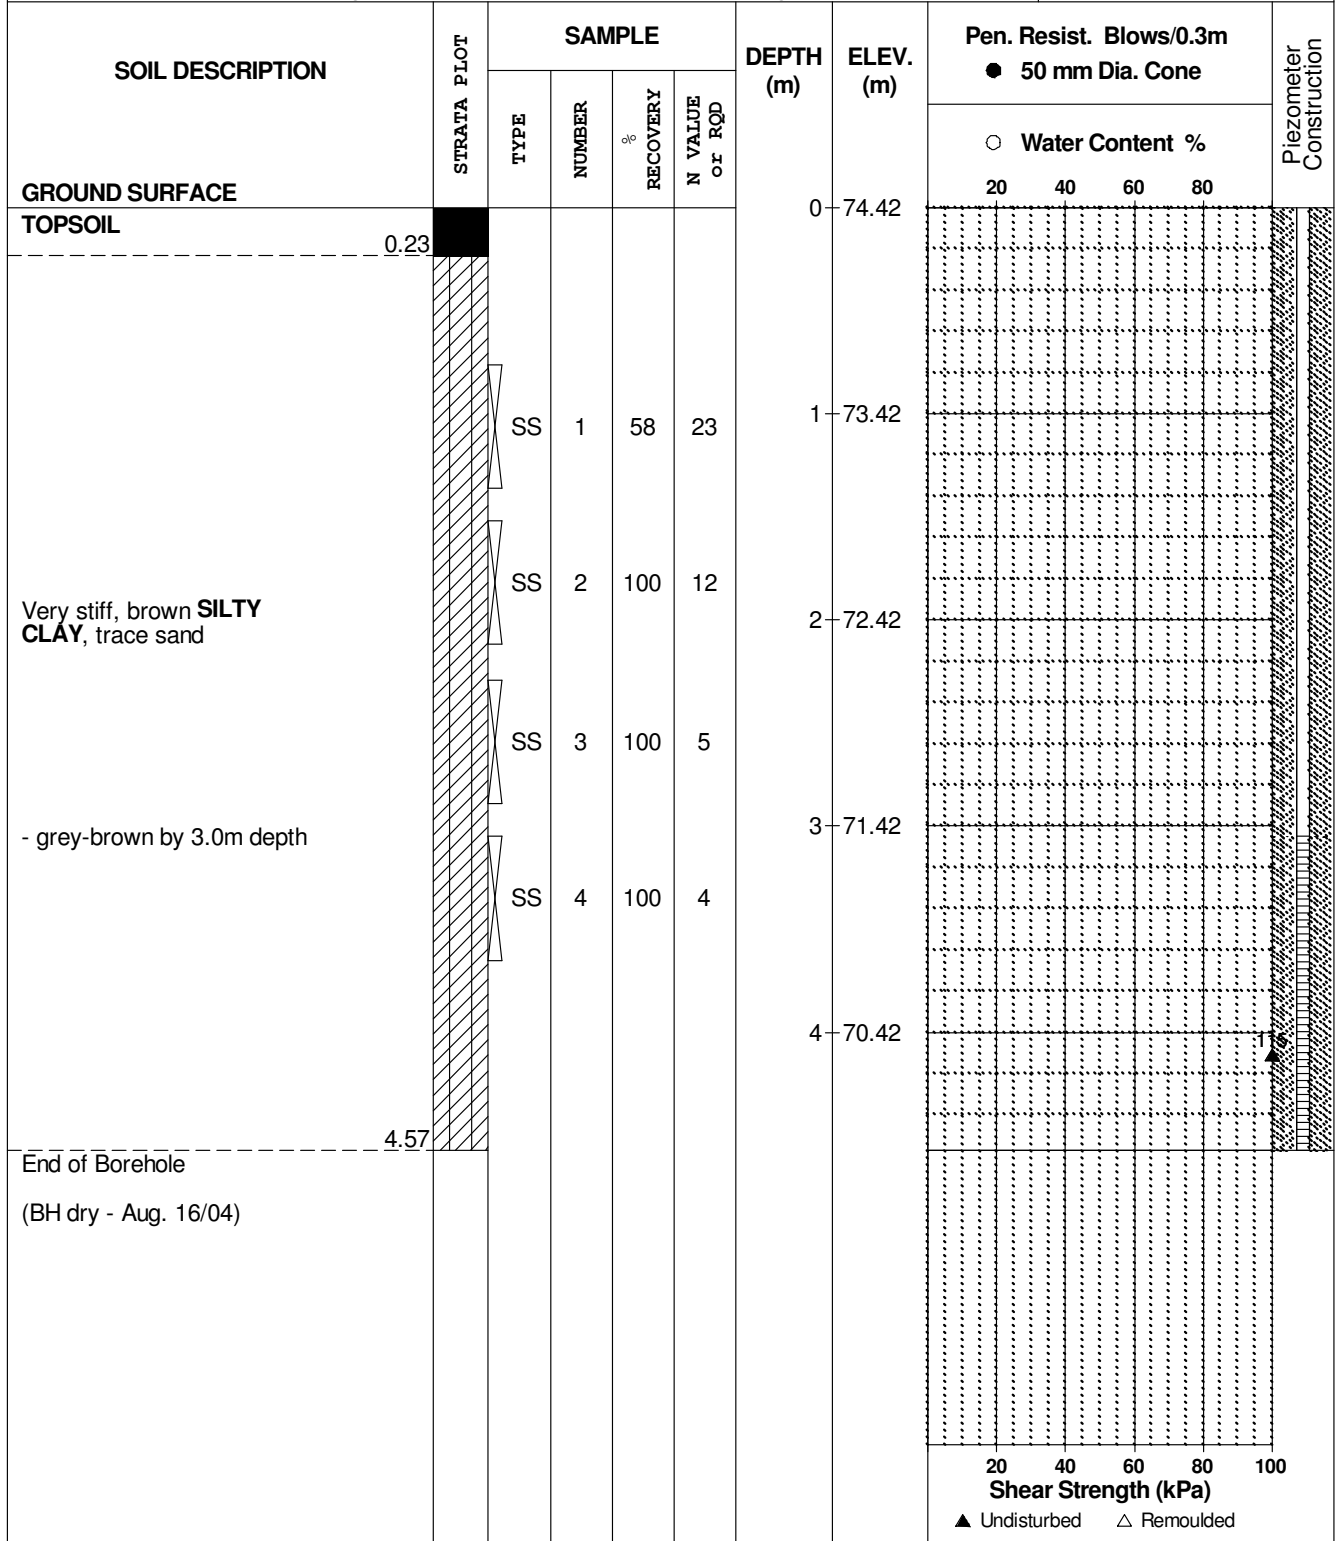 SOIL DESCRIPTION
STRATA PLOT
SAMPLE
TYPE
NUMBER
% RECOVERY
N VALUE or RQD
DEPTH (m)
ELEV. (m)
Pen. Resist. Blows/0.3m
● 50 mm Dia. Cone
○ Water Content %
20 40 60 80
Piezometer Construction
GROUND SURFACE
TOPSOIL
0.23
0 74.42
SS 1 58 23
1 73.42
SS 2 100 12
Very stiff, brown SILTY
CLAY, trace sand
2 72.42
SS 3 100 5
- grey-brown by 3.0m depth
3 71.42
SS 4 100 4
4 70.42
115
4.57
End of Borehole
(BH dry - Aug. 16/04)
20 40 60 80 100
Shear Strength (kPa)
▲ Undisturbed △ Remoulded